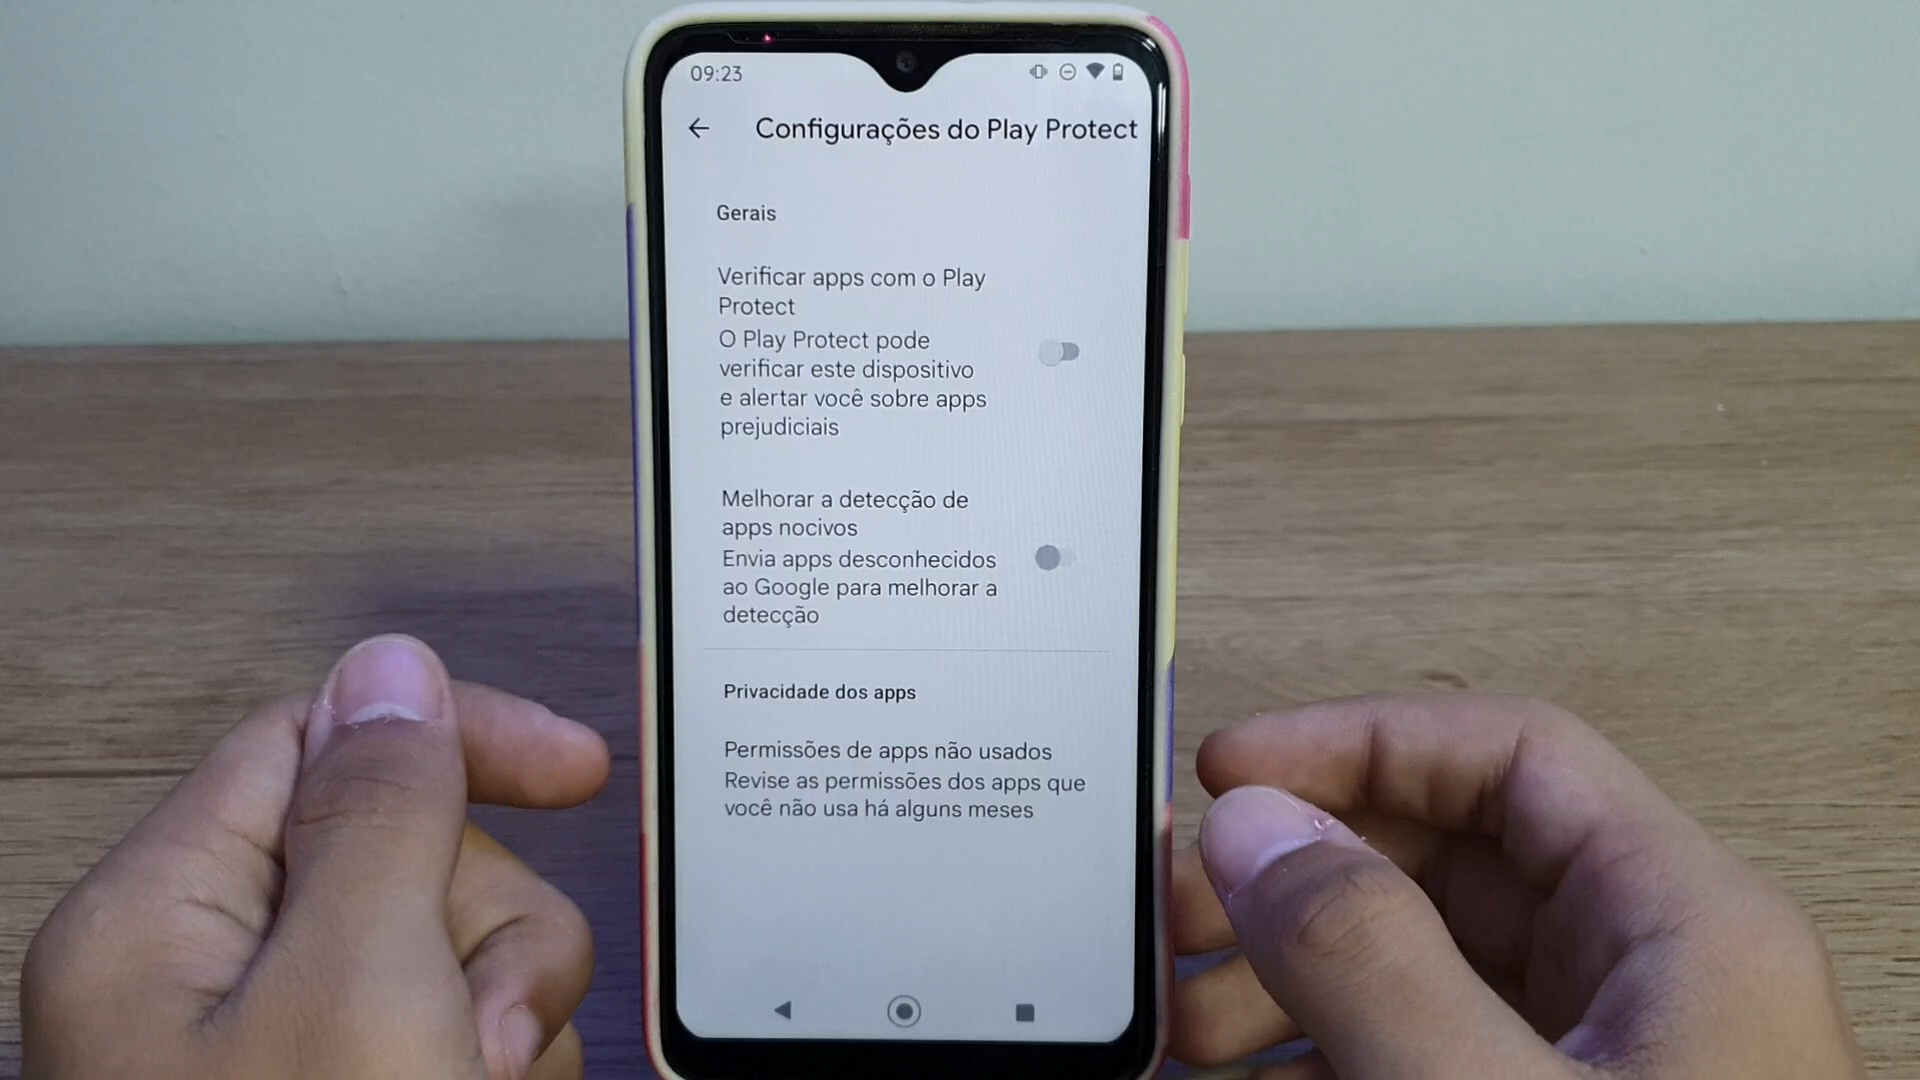 09:23
Configurações do Play Protect
Gerais
Verificar apps com o Play
Protect
O Play Protect pode
verificar este dispositivo
e alertar você sobre apps
prejudiciais
Melhorar a detecção de
apps nocivos
Envia apps desconhecidos
ao Google para melhorar a
detecção
Privacidade dos apps
Permissões de apps não usados
Revise as permissões dos apps que
você não usa há alguns meses